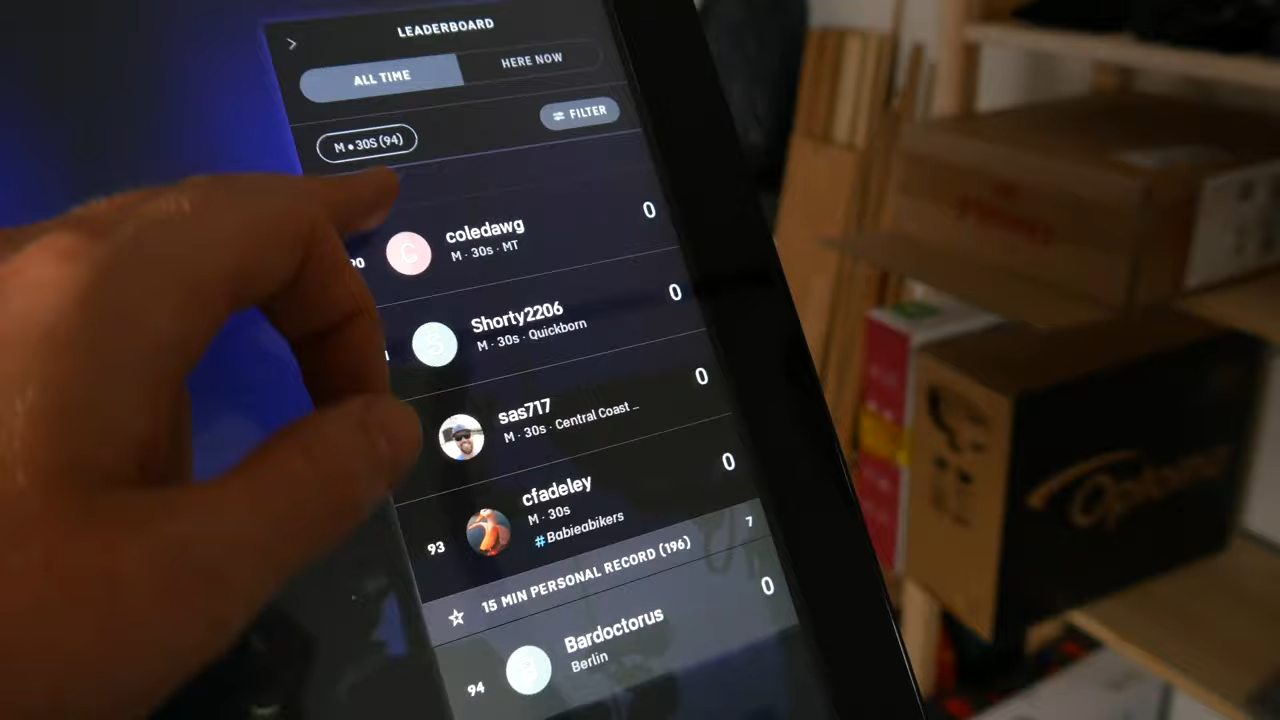 LEADERBOARD
ALL TIME
HERE NOW
FILTER
M • 30S (94)
coledawg
0
M · 30s · MT
Shorty2206
0
M · 30s · Quickborn
sas717
0
M · 30s · Central Coast ...
cfadeley
0
M · 30s
93
#Babieabikers
15 MIN PERSONAL RECORD (196)
7
Bardoctorus
0
Berlin
94